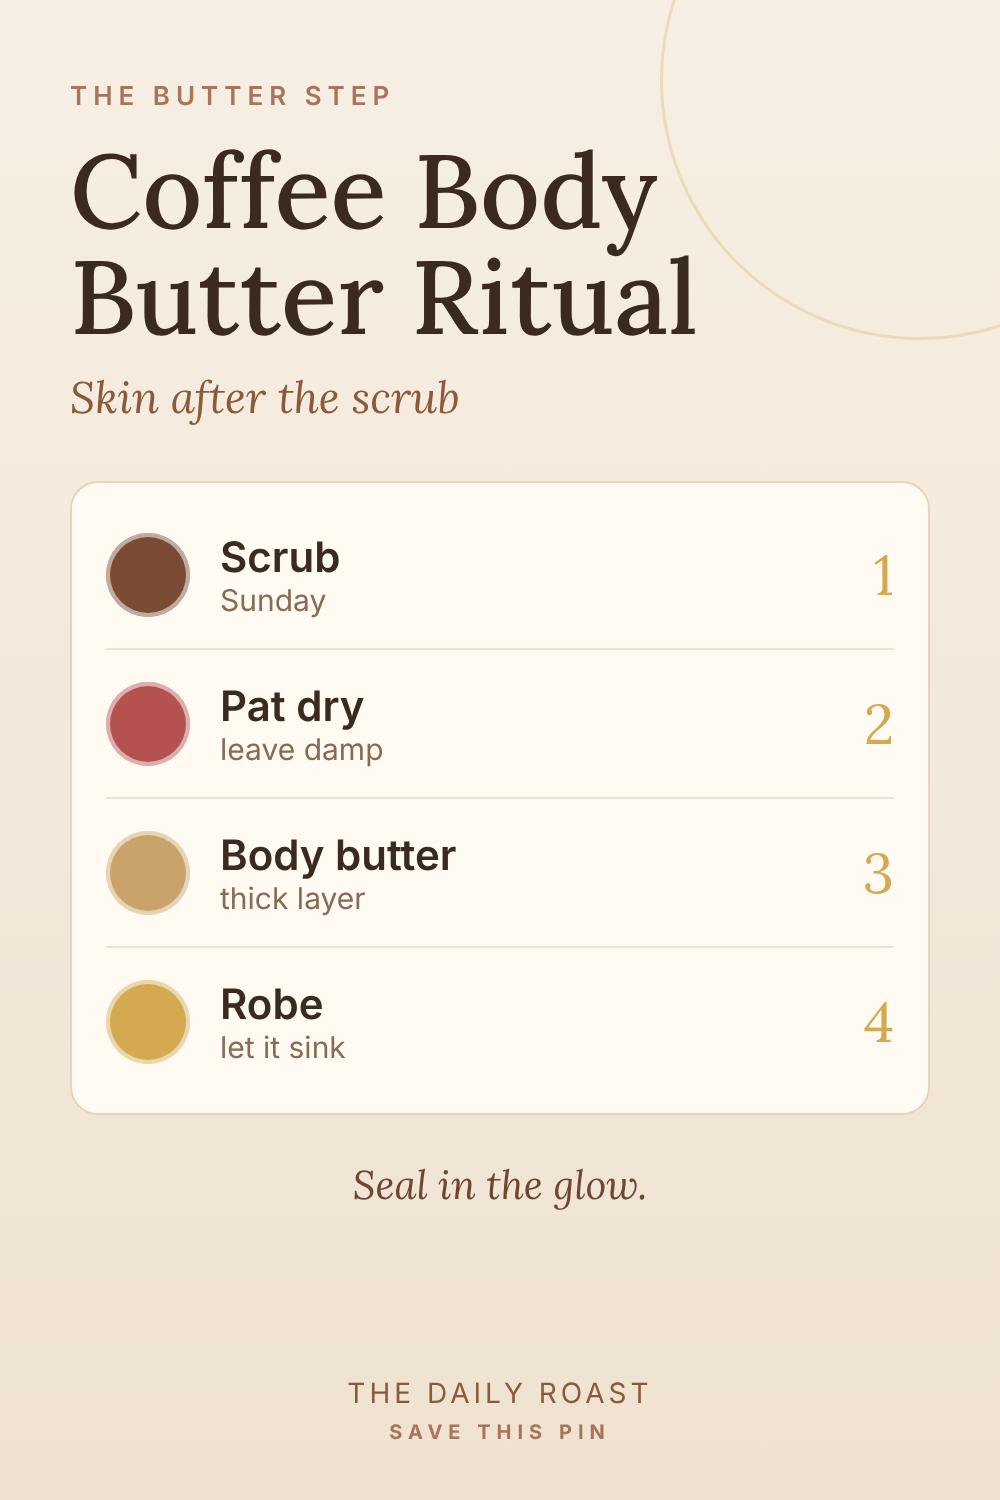 THE BUTTER STEP
Coffee Body
Butter Ritual
Skin after the scrub
Scrub
Sunday
1
Pat dry
leave damp
2
Body butter
thick layer
3
Robe
let it sink
4
Seal in the glow.
THE DAILY ROAST
SAVE THIS PIN